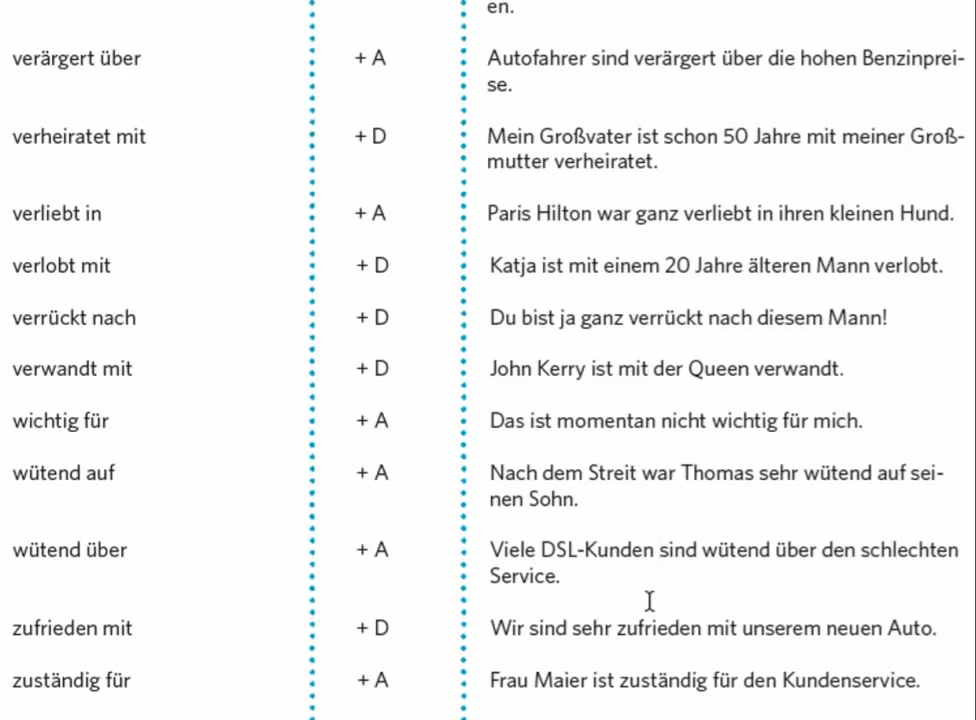 en.
verärgert über + A Autofahrer sind verärgert über die hohen Benzinprei-
se.
verheiratet mit + D Mein Großvater ist schon 50 Jahre mit meiner Groß-
mutter verheiratet.
verliebt in + A Paris Hilton war ganz verliebt in ihren kleinen Hund.
verlobt mit + D Katja ist mit einem 20 Jahre älteren Mann verlobt.
verrückt nach + D Du bist ja ganz verrückt nach diesem Mann!
verwandt mit + D John Kerry ist mit der Queen verwandt.
wichtig für + A Das ist momentan nicht wichtig für mich.
wütend auf + A Nach dem Streit war Thomas sehr wütend auf sei-
nen Sohn.
wütend über + A Viele DSL-Kunden sind wütend über den schlechten
Service.
zufrieden mit + D Wir sind sehr zufrieden mit unserem neuen Auto.
zuständig für + A Frau Maier ist zuständig für den Kundenservice.